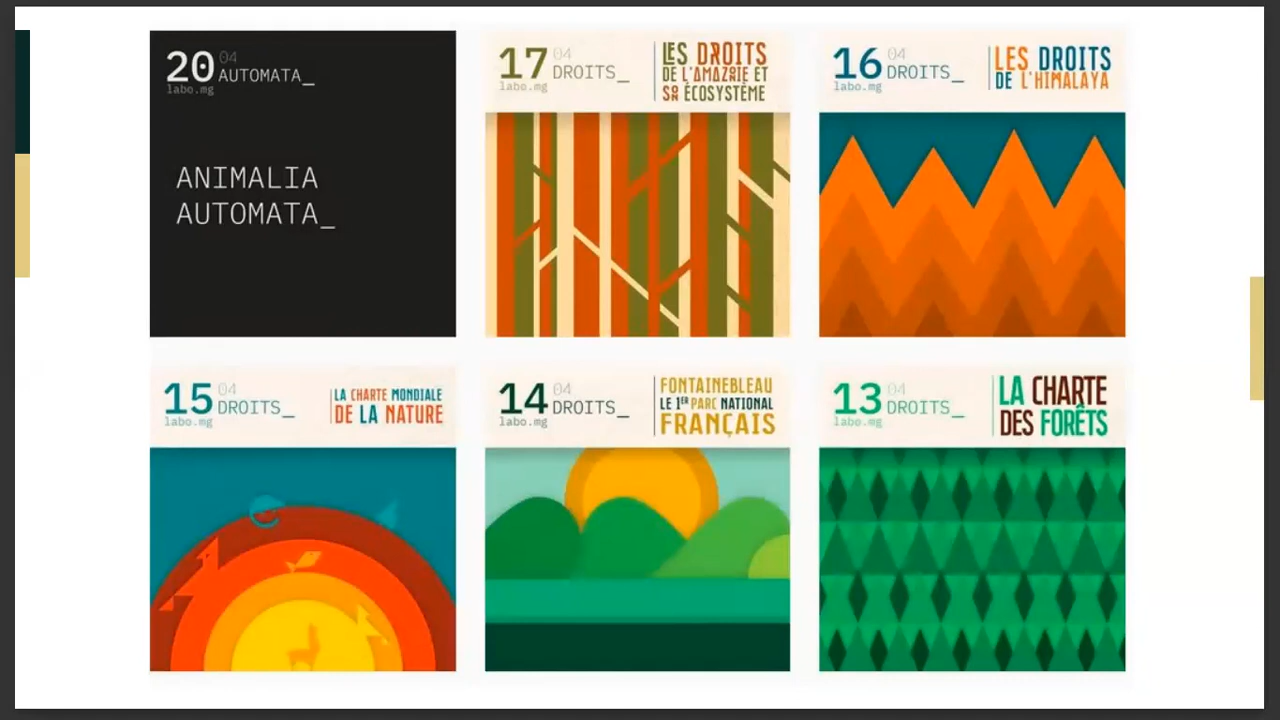 20 04
AUTOMATA_
labo.mg
ANIMALIA
AUTOMATA_
17 04
DROITS_
labo.mg
LES DROITS
DE L'AMAZOIE ET
SA ÉCOSYSTÈME
16 04
DROITS_
labo.mg
LES DROITS
DE L'HIMALAYA
15 04
DROITS_
labo.mg
LA CHARTE MONDIALE
DE LA NATURE
14 04
DROITS_
labo.mg
FONTAINEBLEAU
LE 1ER PARC NATIONAL
FRANÇAIS
13 04
DROITS_
labo.mg
LA CHARTE
DES FORÊTS